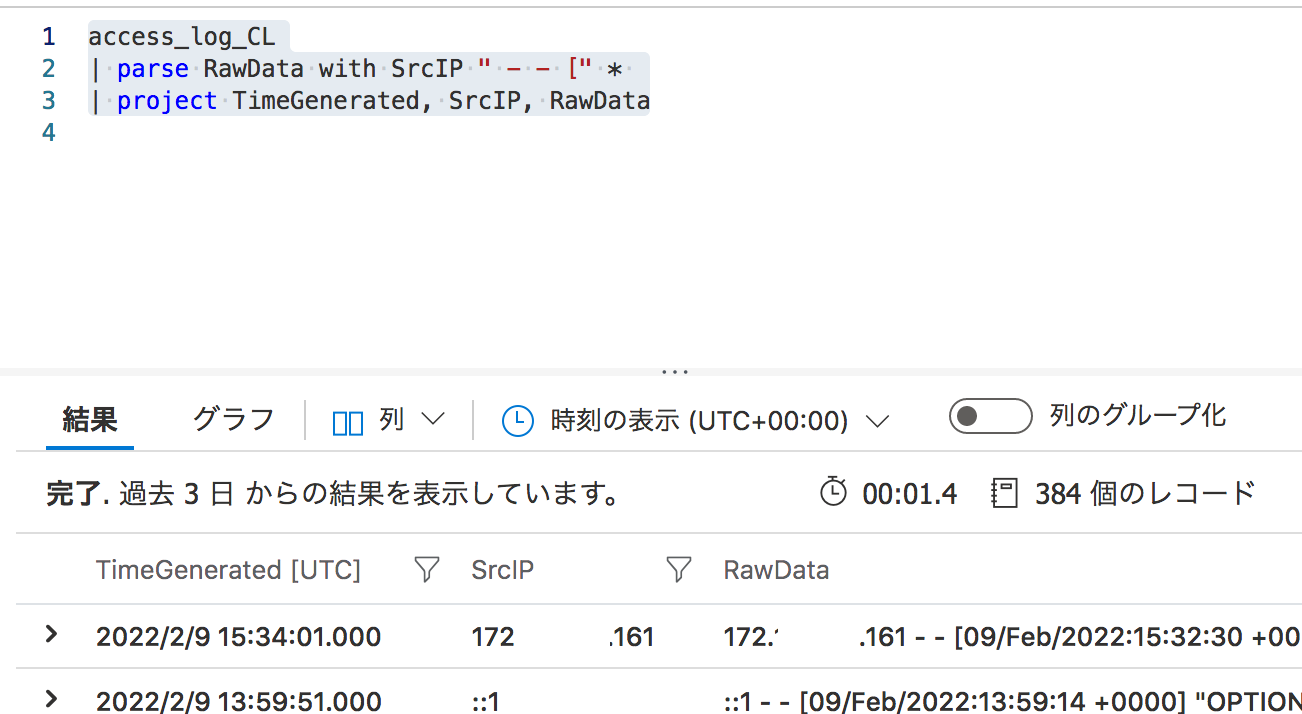 1 access_log_CL
2 | parse RawData with SrcIP " - - [" *
3 | project TimeGenerated, SrcIP, RawData
4
結果 グラフ 列 時刻の表示 (UTC+00:00) 列のグループ化
完了. 過去 3 日 からの結果を表示しています。 00:01.4 384 個のレコード
TimeGenerated [UTC] SrcIP RawData
2022/2/9 15:34:01.000 172 .161 172. .161 - - [09/Feb/2022:15:32:30 +00
2022/2/9 13:59:51.000 ::1 ::1 - - [09/Feb/2022:13:59:14 +0000] "OPTION